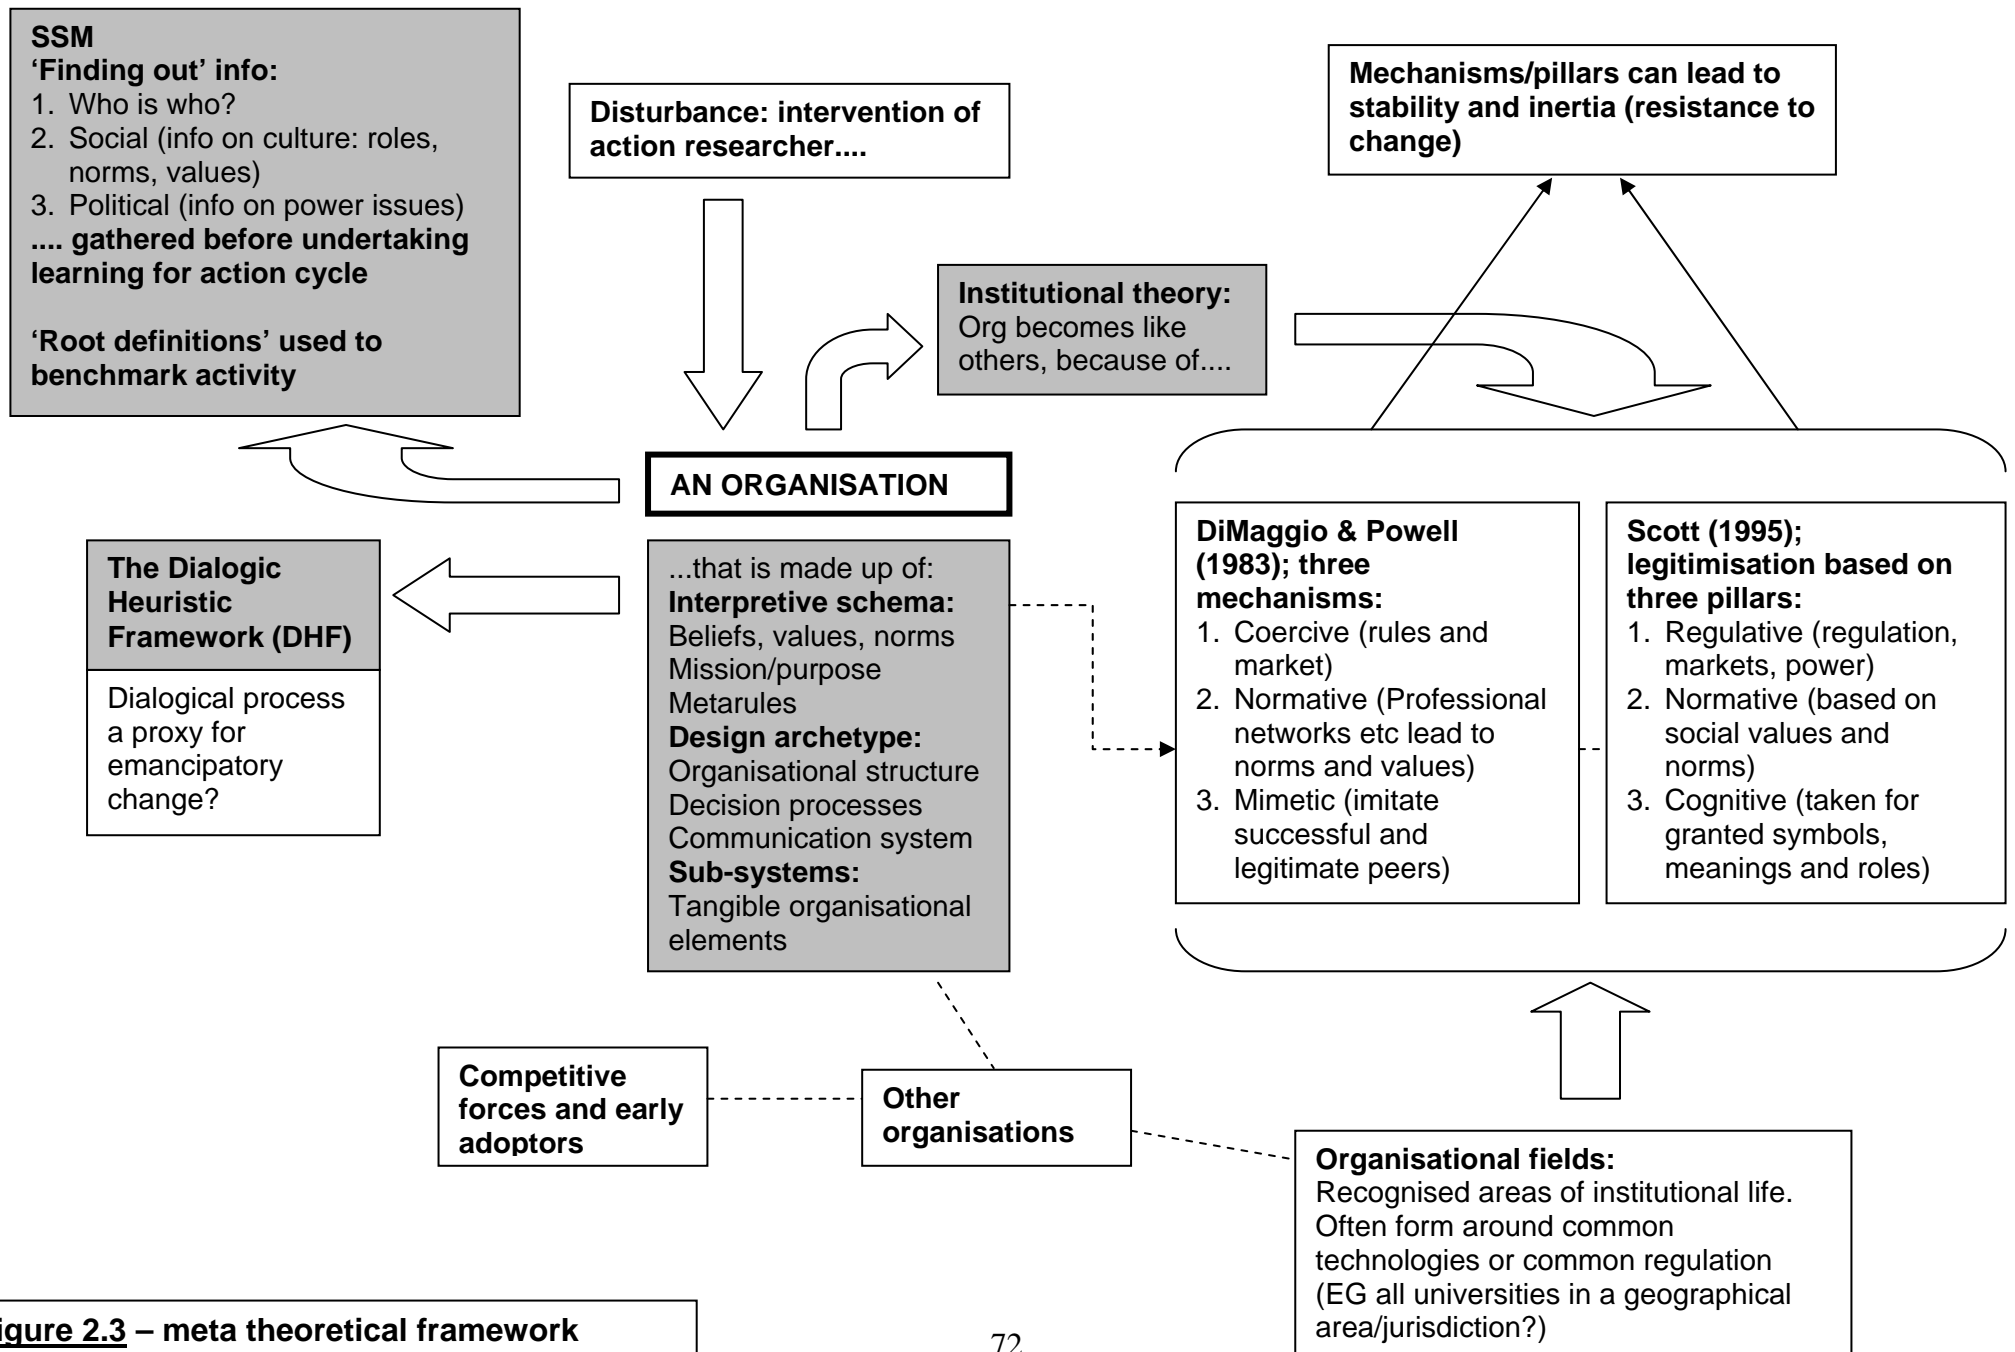 SSM
‘Finding out’ info:
1. Who is who?
2. Social (info on culture: roles,
norms, values)
3. Political (info on power issues)
.... gathered before undertaking
learning for action cycle
‘Root definitions’ used to
benchmark activity
Disturbance: intervention of
action researcher....
Mechanisms/pillars can lead to
stability and inertia (resistance to
change)
Institutional theory:
Org becomes like
others, because of....
AN ORGANISATION
The Dialogic
Heuristic
Framework (DHF)
Dialogical process
a proxy for
emancipatory
change?
...that is made up of:
Interpretive schema:
Beliefs, values, norms
Mission/purpose
Metarules
Design archetype:
Organisational structure
Decision processes
Communication system
Sub-systems:
Tangible organisational
elements
DiMaggio & Powell
(1983); three
mechanisms:
1. Coercive (rules and
market)
2. Normative (Professional
networks etc lead to
norms and values)
3. Mimetic (imitate
successful and
legitimate peers)
Scott (1995);
legitimisation based on
three pillars:
1. Regulative (regulation,
markets, power)
2. Normative (based on
social values and
norms)
3. Cognitive (taken for
granted symbols,
meanings and roles)
Competitive
forces and early
adoptors
Other
organisations
Organisational fields:
Recognised areas of institutional life.
Often form around common
technologies or common regulation
(EG all universities in a geographical
area/jurisdiction?)
igure 2.3 – meta theoretical framework
72